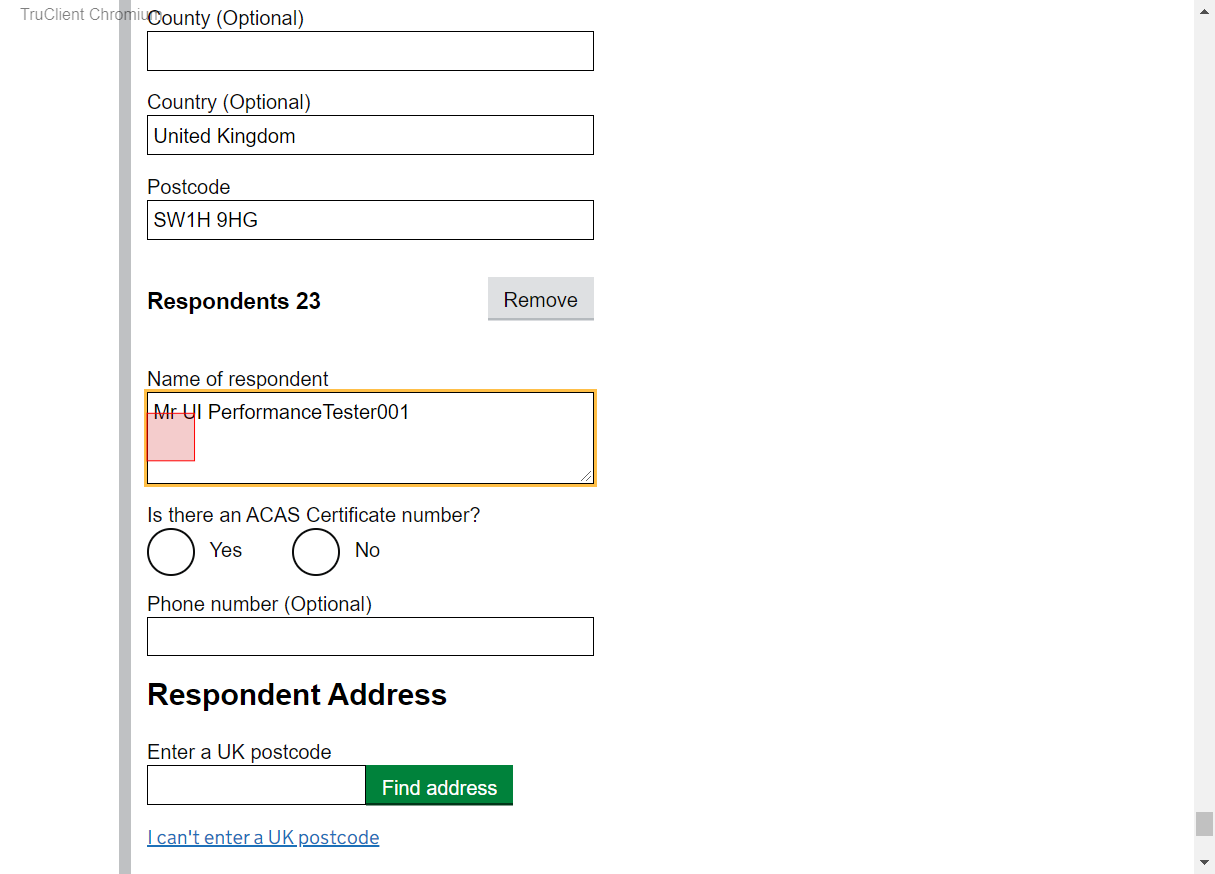 TruClient Chromium
County (Optional)
Country (Optional)
United Kingdom
Postcode
SW1H 9HG
Respondents 23
Remove
Name of respondent
Mr UI PerformanceTester001
Is there an ACAS Certificate number?
Yes No
Phone number (Optional)
Respondent Address
Enter a UK postcode
Find address
I can't enter a UK postcode